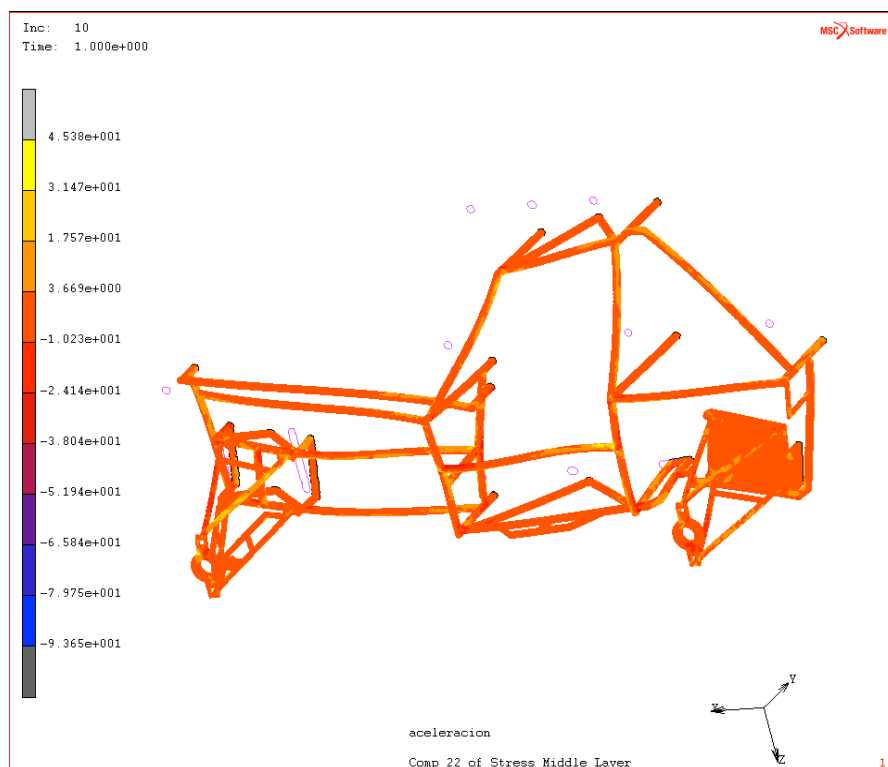 Inc: 10
Time: 1.000e+000
MSC Software
4.538e+001
3.147e+001
1.757e+001
3.669e+000
-1.023e+001
-2.414e+001
-3.804e+001
-5.194e+001
-6.584e+001
-7.975e+001
-9.365e+001
Y
X
Z
aceleracion
Comp 22 of Stress Middle Layer
1